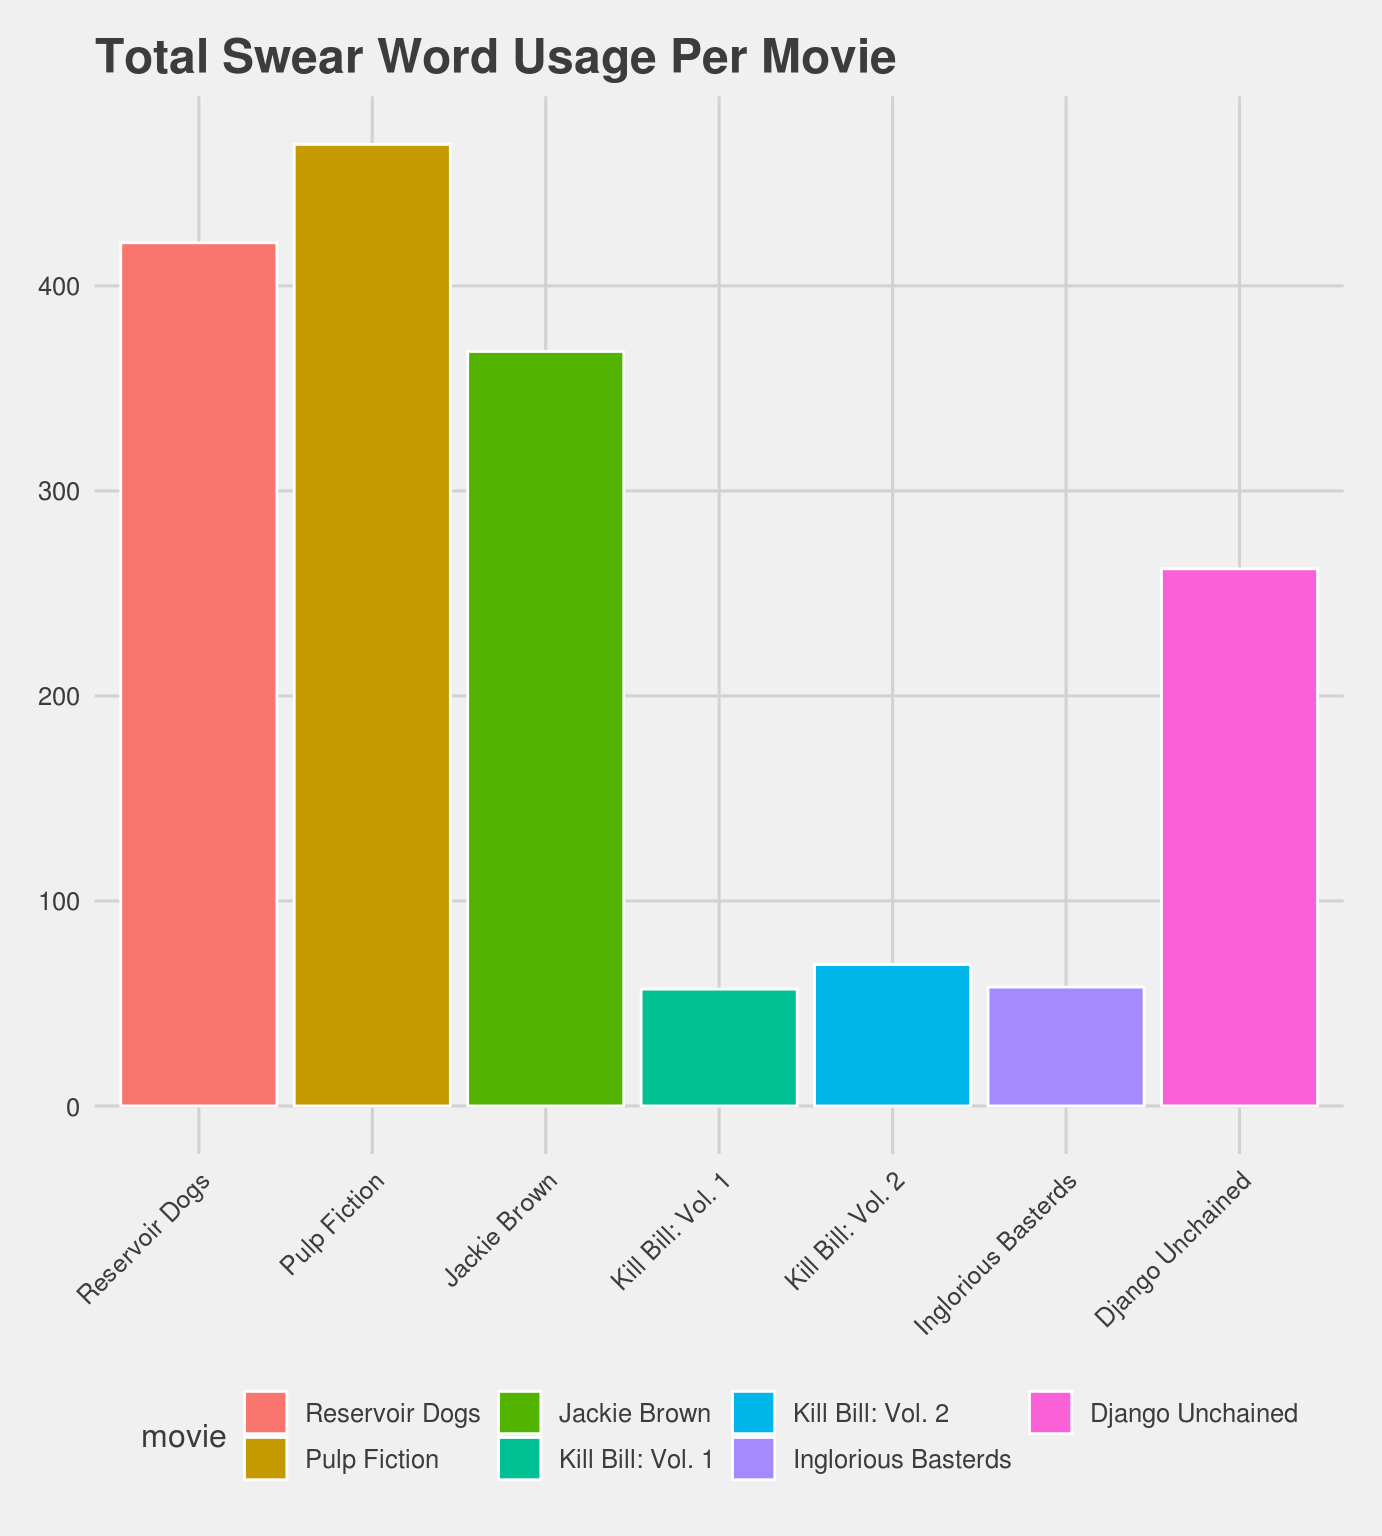 Total Swear Word Usage Per Movie
400
300
200
100
0
Reservoir Dogs
Pulp Fiction
Jackie Brown
Kill Bill: Vol. 1
Kill Bill: Vol. 2
Inglorious Basterds
Django Unchained
movie
Reservoir Dogs
Pulp Fiction
Jackie Brown
Kill Bill: Vol. 1
Kill Bill: Vol. 2
Inglorious Basterds
Django Unchained